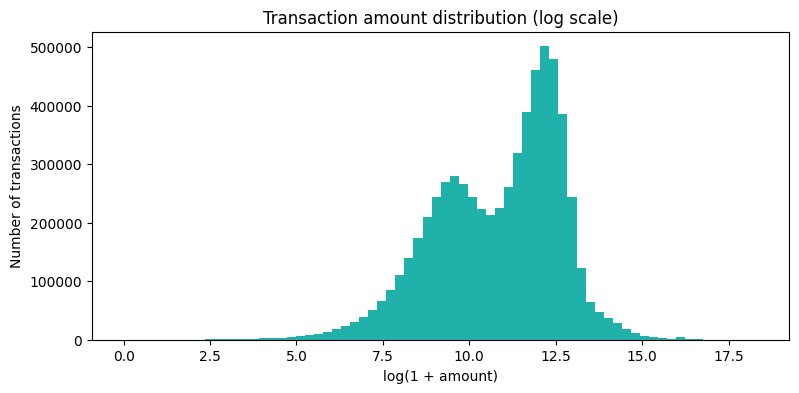 Transaction amount distribution (log scale)
Number of transactions
500000
400000
300000
200000
100000
0
0.0 2.5 5.0 7.5 10.0 12.5 15.0 17.5
log(1 + amount)